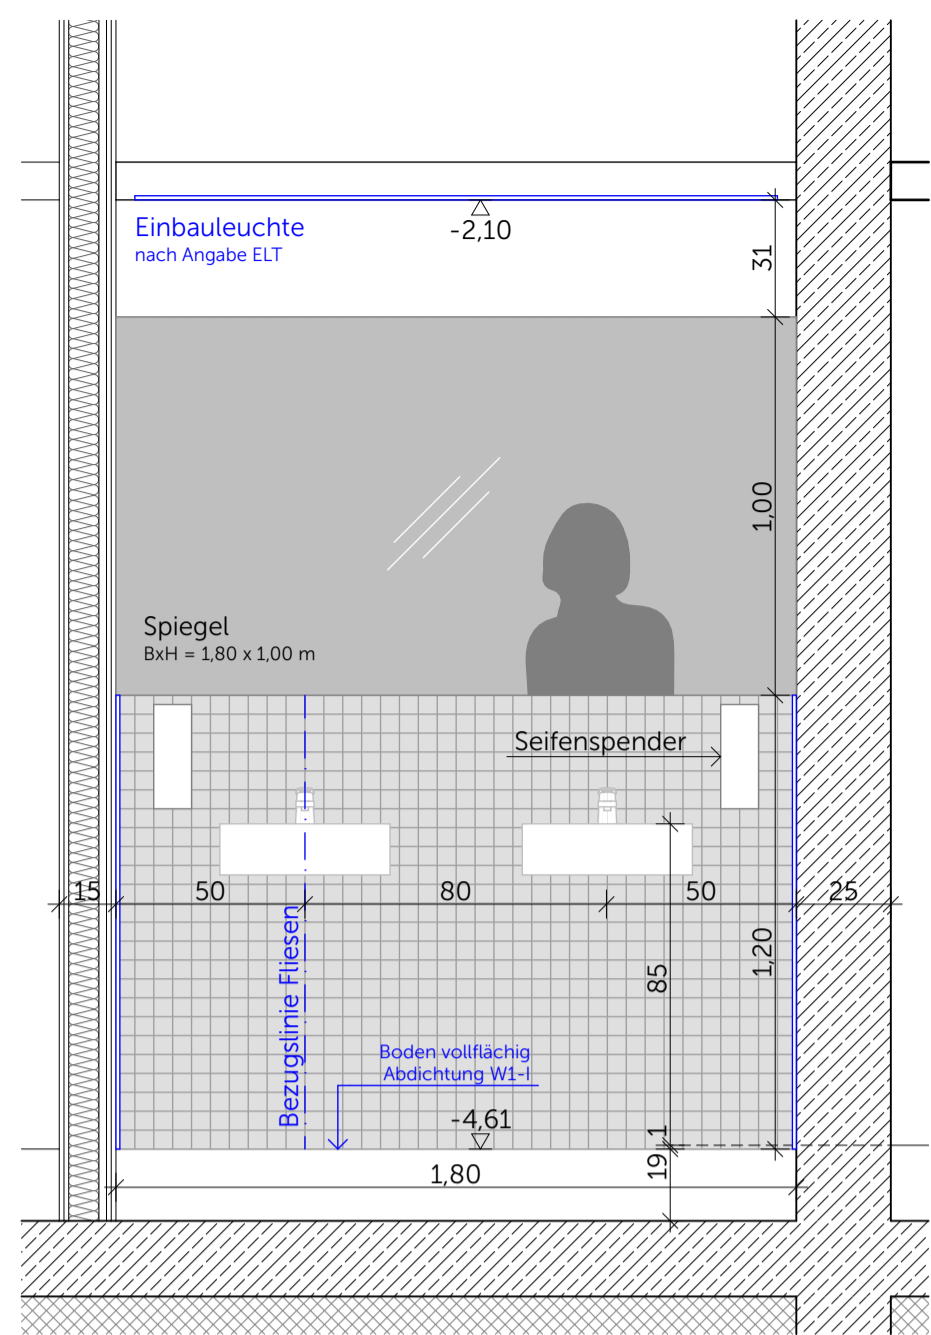 Einbauleuchte
nach Angabe ELT
-2,10
31
1,00
Spiegel
BxH = 1,80 x 1,00 m
Seifenspender
15
50
80
50
25
Bezugslinie Fliesen
85
1,20
Boden vollflächig
Abdichtung W1-I
-4,61
1
19
1,80